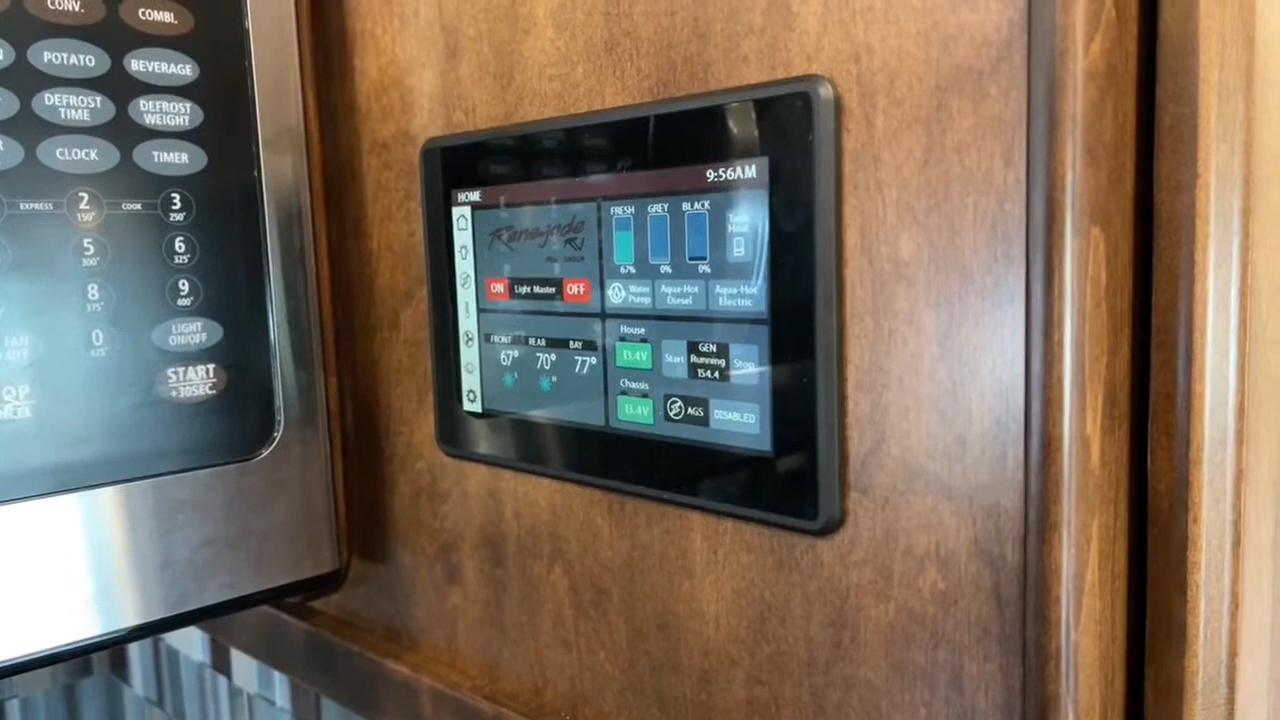 CONV.
COMBI.
POTATO
BEVERAGE
DEFROST
TIME
DEFROST
WEIGHT
CLOCK
TIMER
EXPRESS
2
150°
COOK
3
250°
5
300°
6
325°
8
375°
9
400°
0
425°
LIGHT
ON/OFF
START
+30SEC.
9:56AM
HOME
Renegade
RV
ON
Light Master
OFF
FRESH
GREY
BLACK
67%
0%
0%
Tank
Heat
Water
Pump
Aqua-Hot
Diesel
Aqua-Hot
Electric
FRONT
REAR
BAY
67°
70°
77°
House
13.4V
Start
GEN
Running
154.4
Stop
Chassis
13.4V
AGS
DISABLED